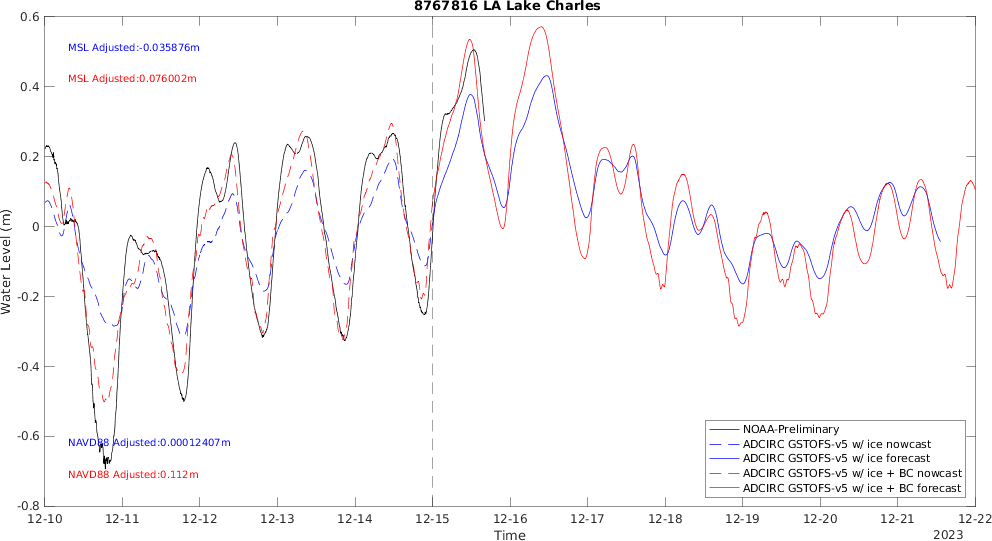 8767816 LA Lake Charles
0.6
MSL Adjusted:-0.035876m
MSL Adjusted:0.076002m
0.4
0.2
0
-0.2
-0.4
-0.6
-0.8
Water Level (m)
NAVD88 Adjusted:0.00012407m
NAVD88 Adjusted:0.112m
NOAA-Preliminary
ADCIRC GSTOFS-v5 w/ ice nowcast
ADCIRC GSTOFS-v5 w/ ice forecast
ADCIRC GSTOFS-v5 w/ ice + BC nowcast
ADCIRC GSTOFS-v5 w/ ice + BC forecast
12-10 12-11 12-12 12-13 12-14 12-15 12-16 12-17 12-18 12-19 12-20 12-21 12-22
Time
2023